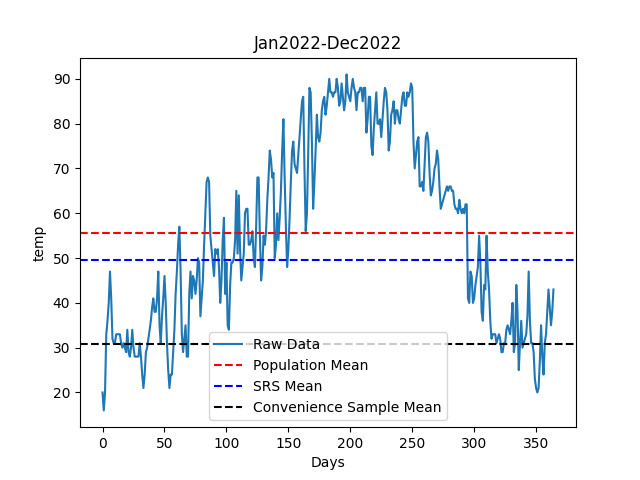 Jan2022-Dec2022
temp
90
80
70
60
50
40
30
20
Raw Data
Population Mean
SRS Mean
Convenience Sample Mean
0 50 100 150 200 250 300 350
Days